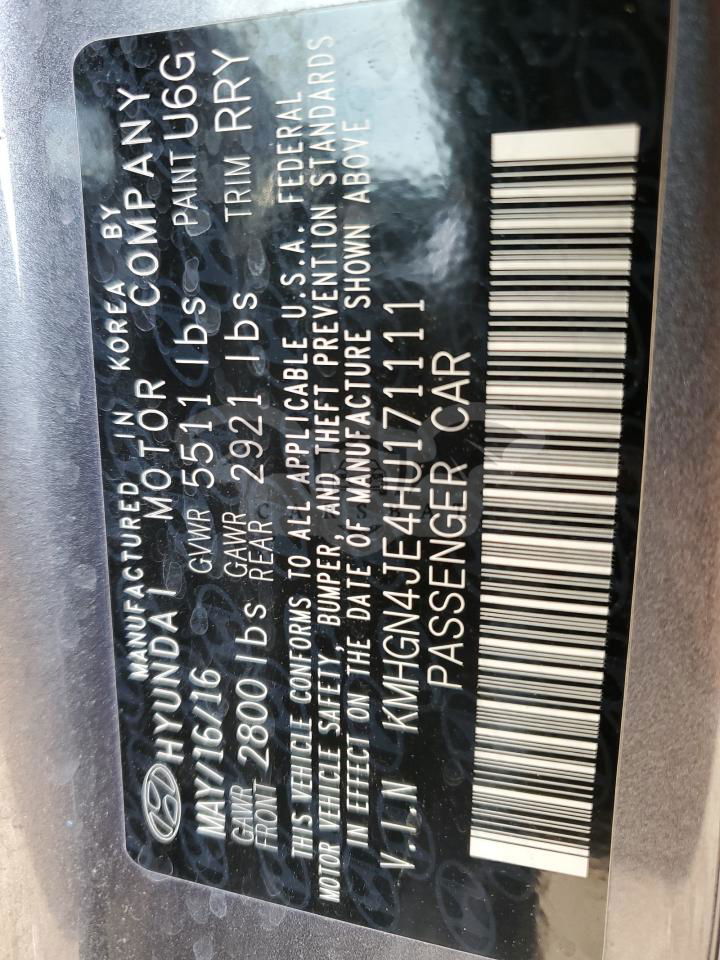 MANUFACTURED IN KOREA BY
HYUNDAI MOTOR COMPANY
MAY/16/16 GVWR 5511 lbs PAINT U6G
GAWR FRONT 2800 lbs GAWR REAR 2921 lbs TRIM RRY
THIS VEHICLE CONFORMS TO ALL APPLICABLE U.S.A. FEDERAL
MOTOR VEHICLE SAFETY, BUMPER, AND THEFT PREVENTION STANDARDS
IN EFFECT ON THE DATE OF MANUFACTURE SHOWN ABOVE
V.I.N KMHGN4JE4HU171111
PASSENGER CAR